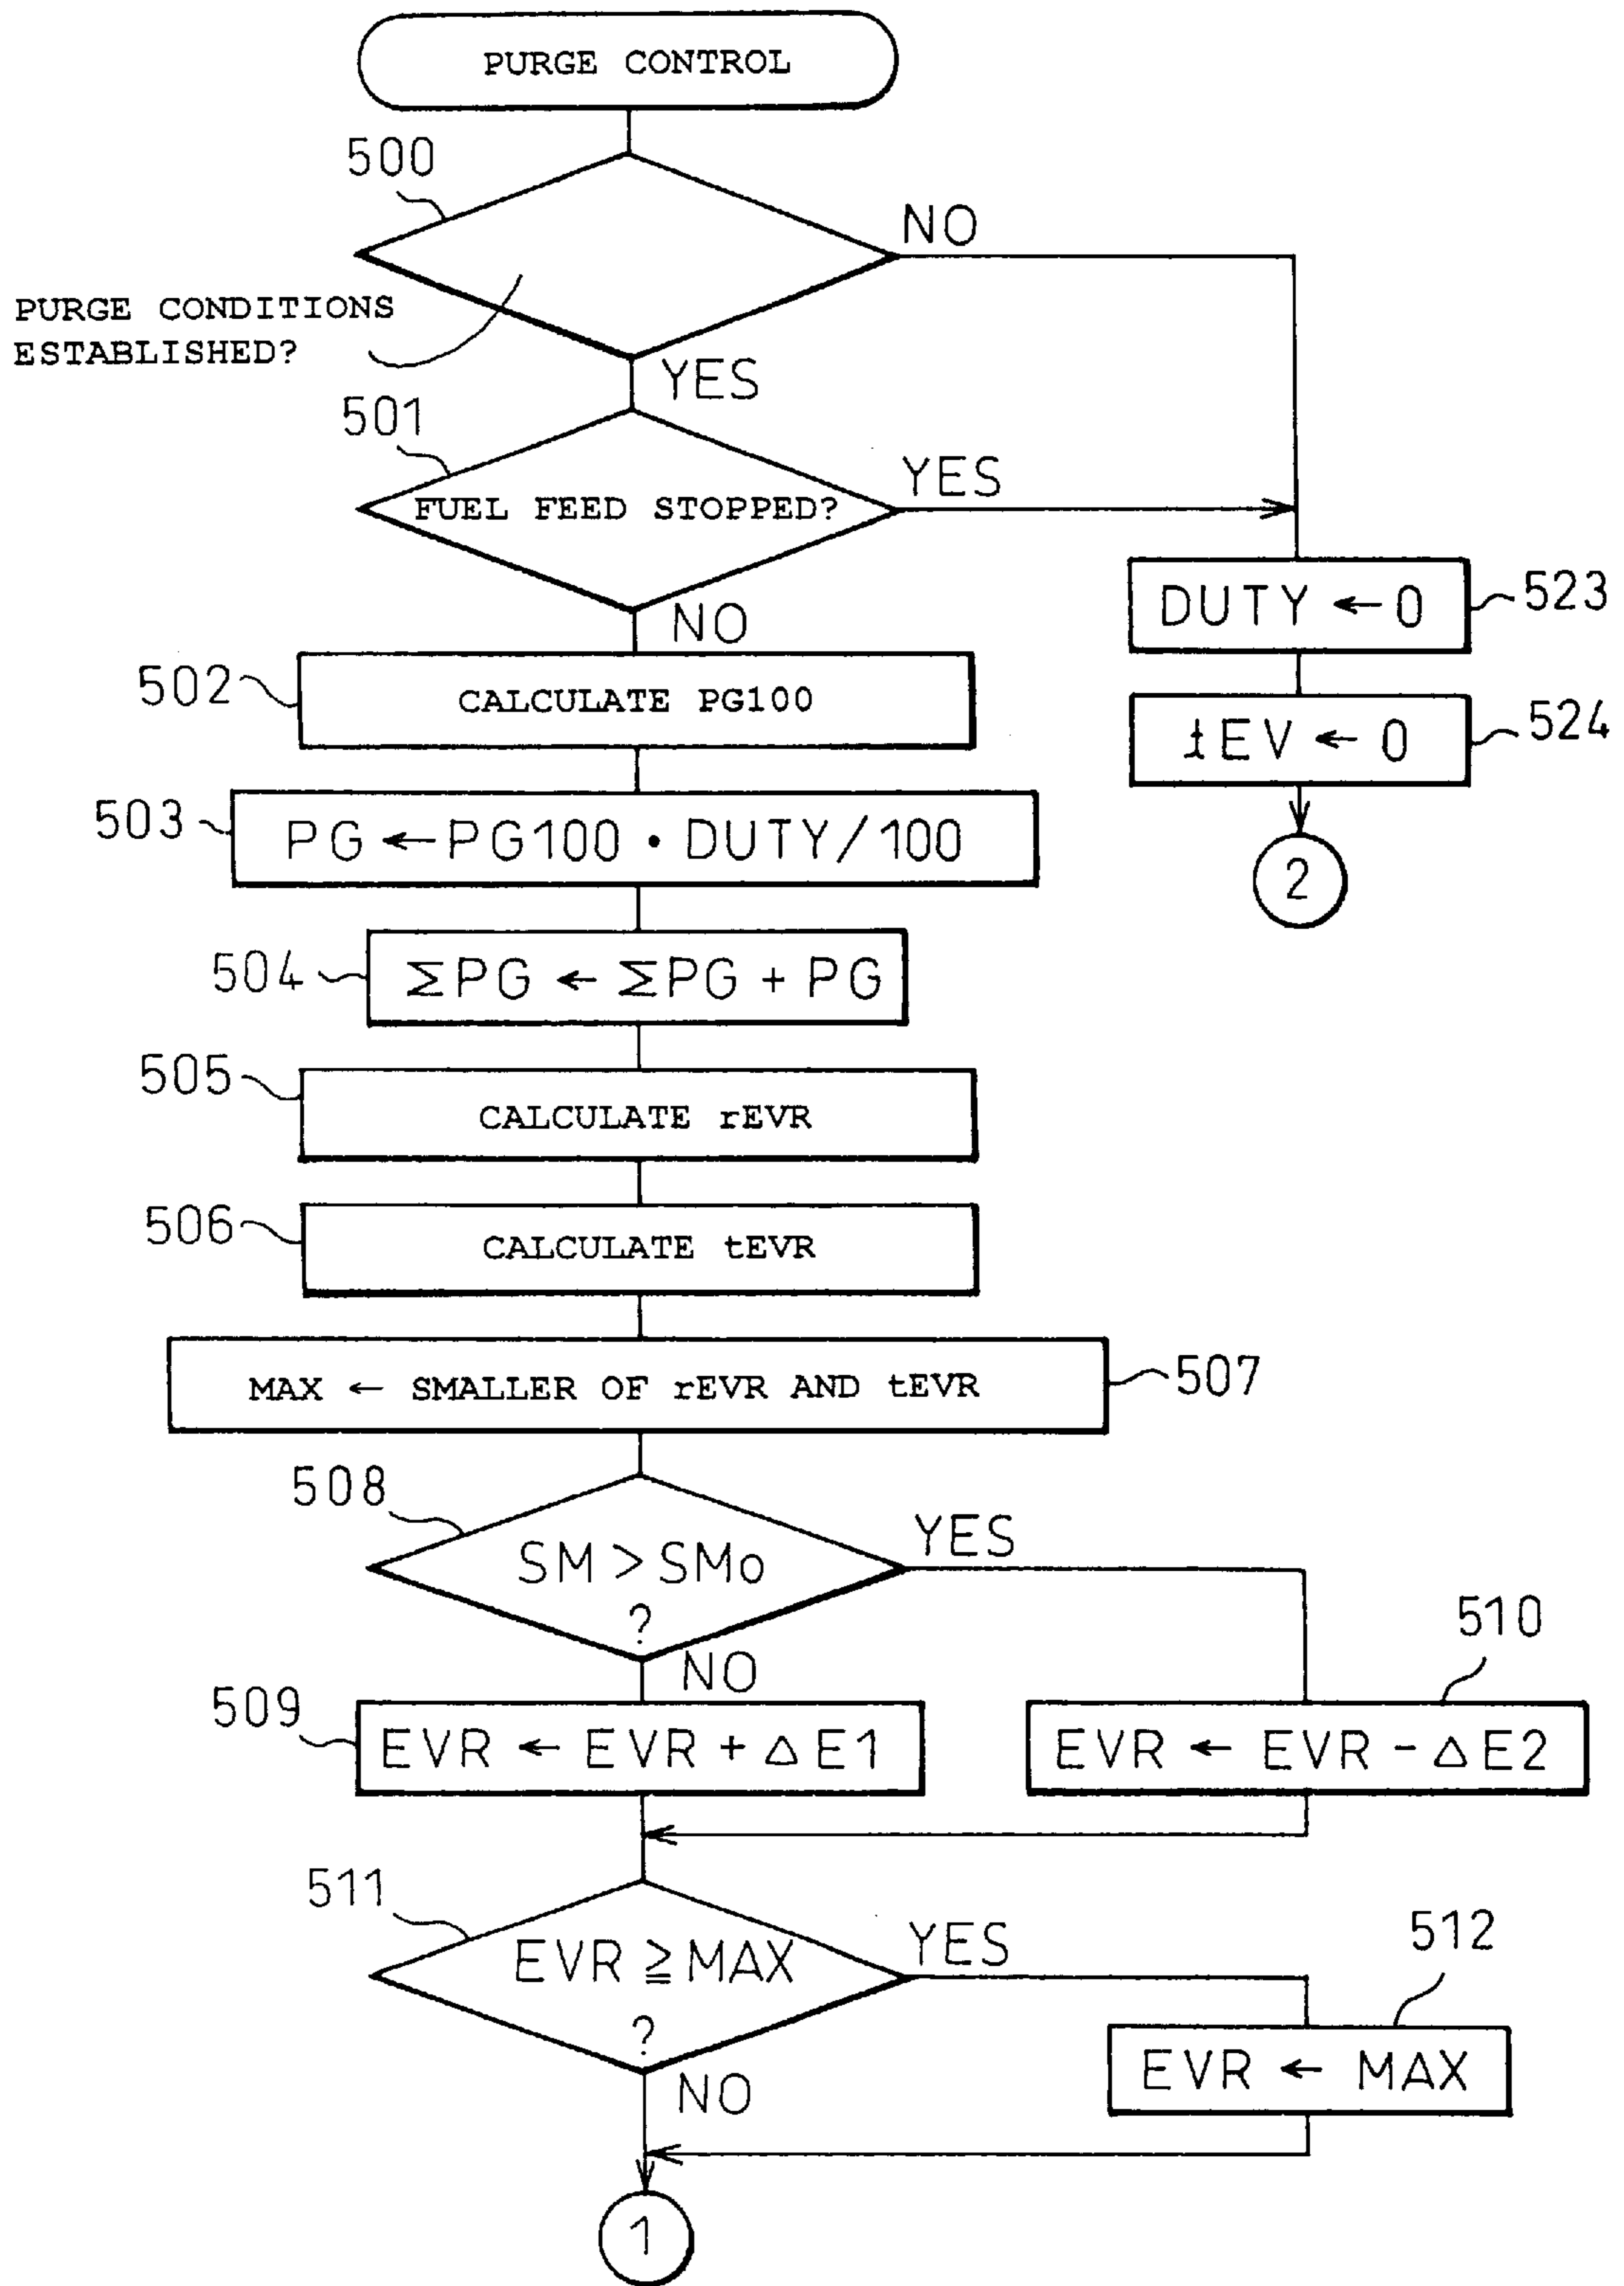 PURGE CONTROL
500
NO
PURGE CONDITIONS
ESTABLISHED?
YES
501
FUEL FEED STOPPED?
YES
NO
DUTY ← 0
523
502
CALCULATE PG100
EV ← 0
524
503
PG ← PG100 · DUTY/100
2
504
ΣPG ← ΣPG + PG
505
CALCULATE rEVR
506
CALCULATE tEVR
MAX ← SMALLER OF rEVR AND tEVR
507
508
SM > SMo
?
YES
NO
510
509
EVR ← EVR + △E1
EVR ← EVR - △E2
511
EVR ≧ MAX
?
YES
NO
512
EVR ← MAX
1